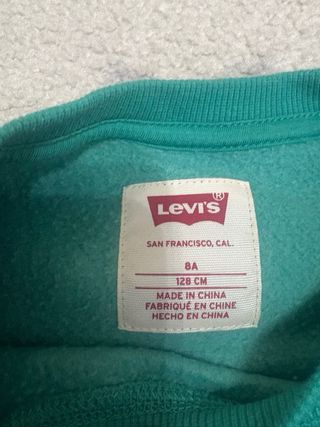 LEVI'S ®
SAN FRANCISCO, CAL.
8A
128 CM
MADE IN CHINA
FABRIQUÉ EN CHINE
HECHO EN CHINA